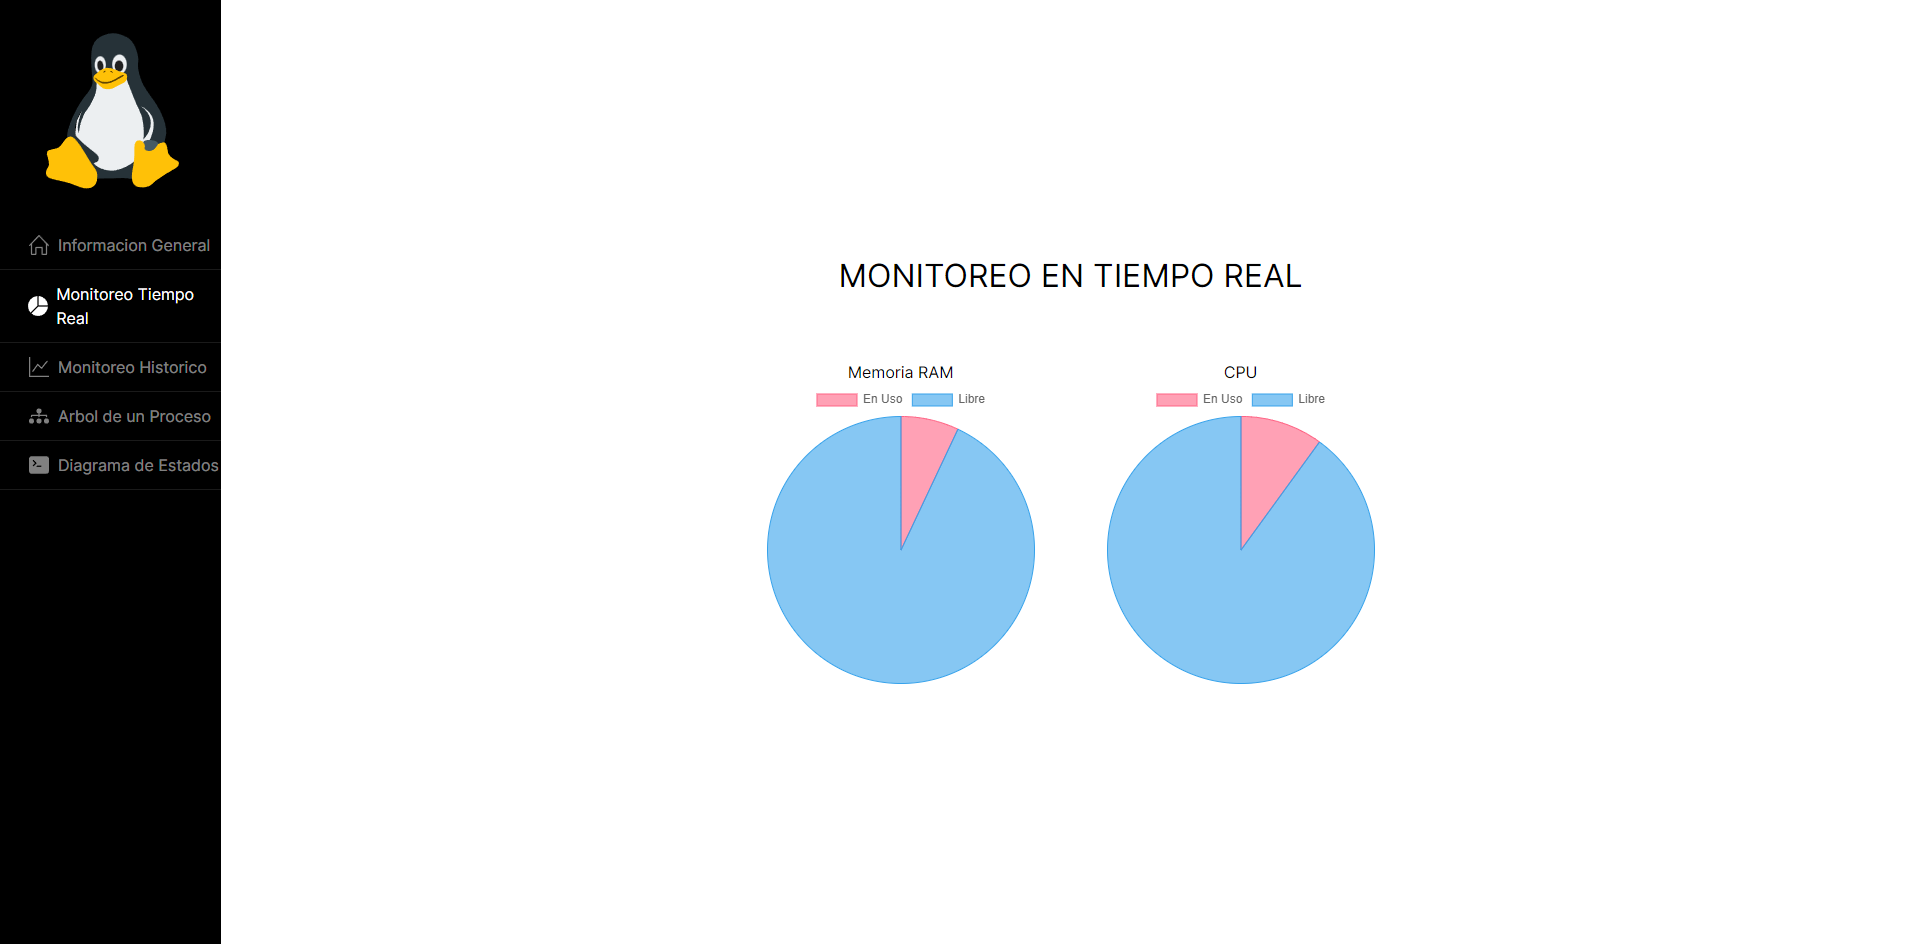 Informacion General
Monitoreo Tiempo
Real
Monitoreo Historico
Arbol de un Proceso
Diagrama de Estados
MONITOREO EN TIEMPO REAL
Memoria RAM
En Uso Libre
CPU
En Uso Libre